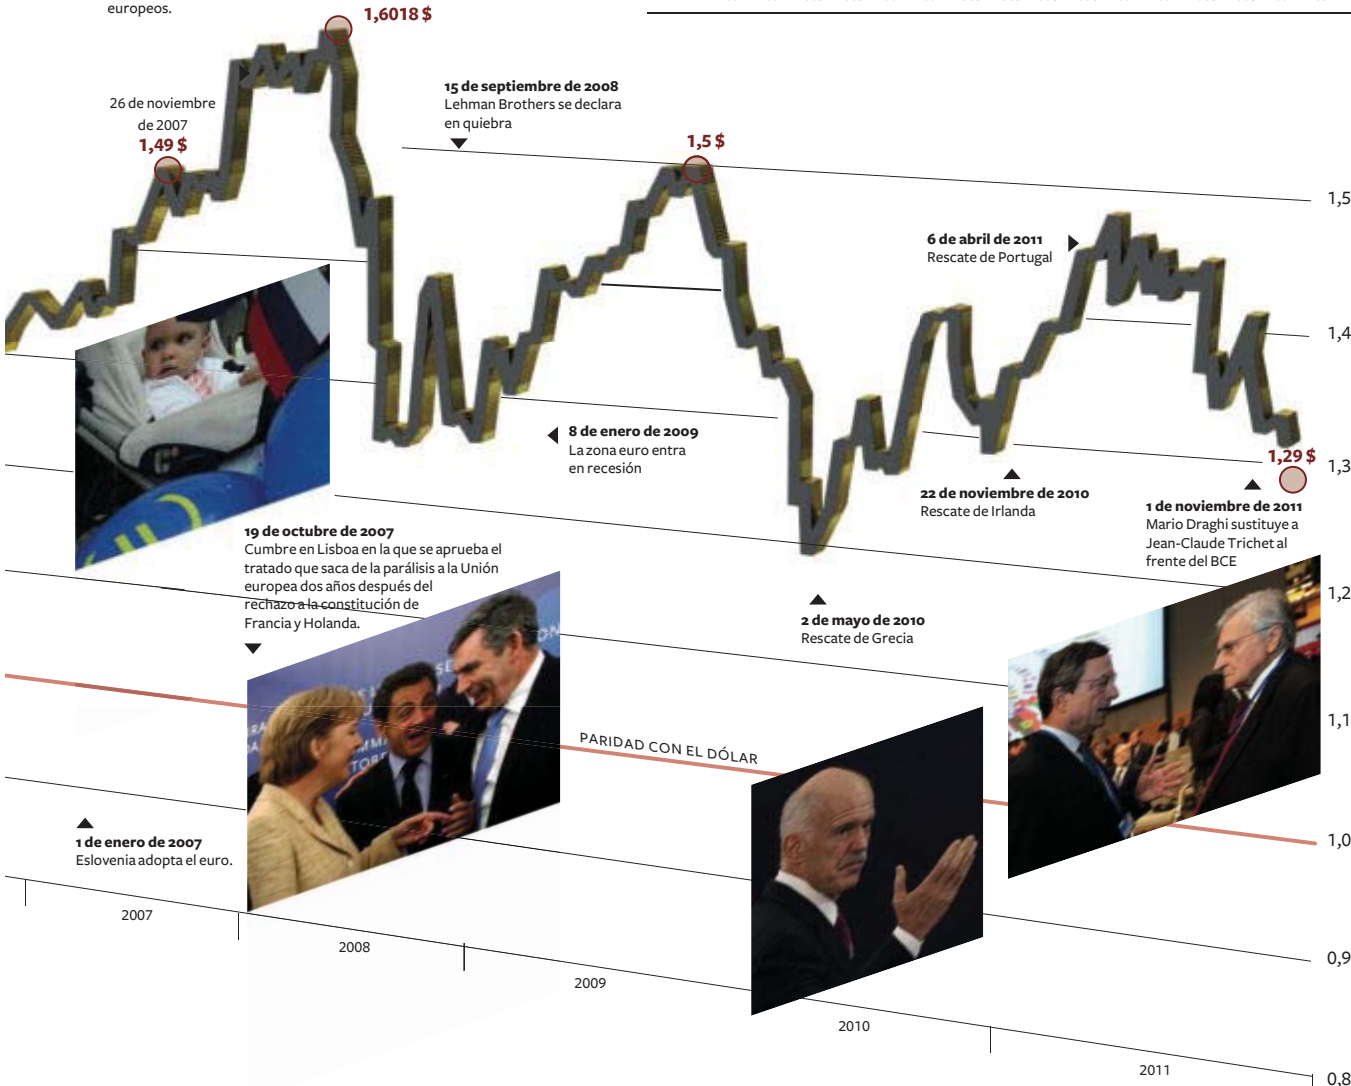 europeos.
1,6018 $
26 de noviembre
de 2007
1,49 $
15 de septiembre de 2008
Lehman Brothers se declara
en quiebra
1,5 $
1,5
6 de abril de 2011
Rescate de Portugal
1,4
8 de enero de 2009
La zona euro entra
en recesión
1,29 $
1,3
22 de noviembre de 2010
Rescate de Irlanda
1 de noviembre de 2011
Mario Draghi sustituye a
Jean-Claude Trichet al
frente del BCE
19 de octubre de 2007
Cumbre en Lisboa en la que se aprueba el
tratado que saca de la parálisis a la Unión
europea dos años después del
rechazo a la constitución de
Francia y Holanda.
1,2
2 de mayo de 2010
Rescate de Grecia
1,1
PARIDAD CON EL DÓLAR
1 de enero de 2007
Eslovenia adopta el euro.
1,0
0,9
2007
2008
2009
2010
2011
0,8